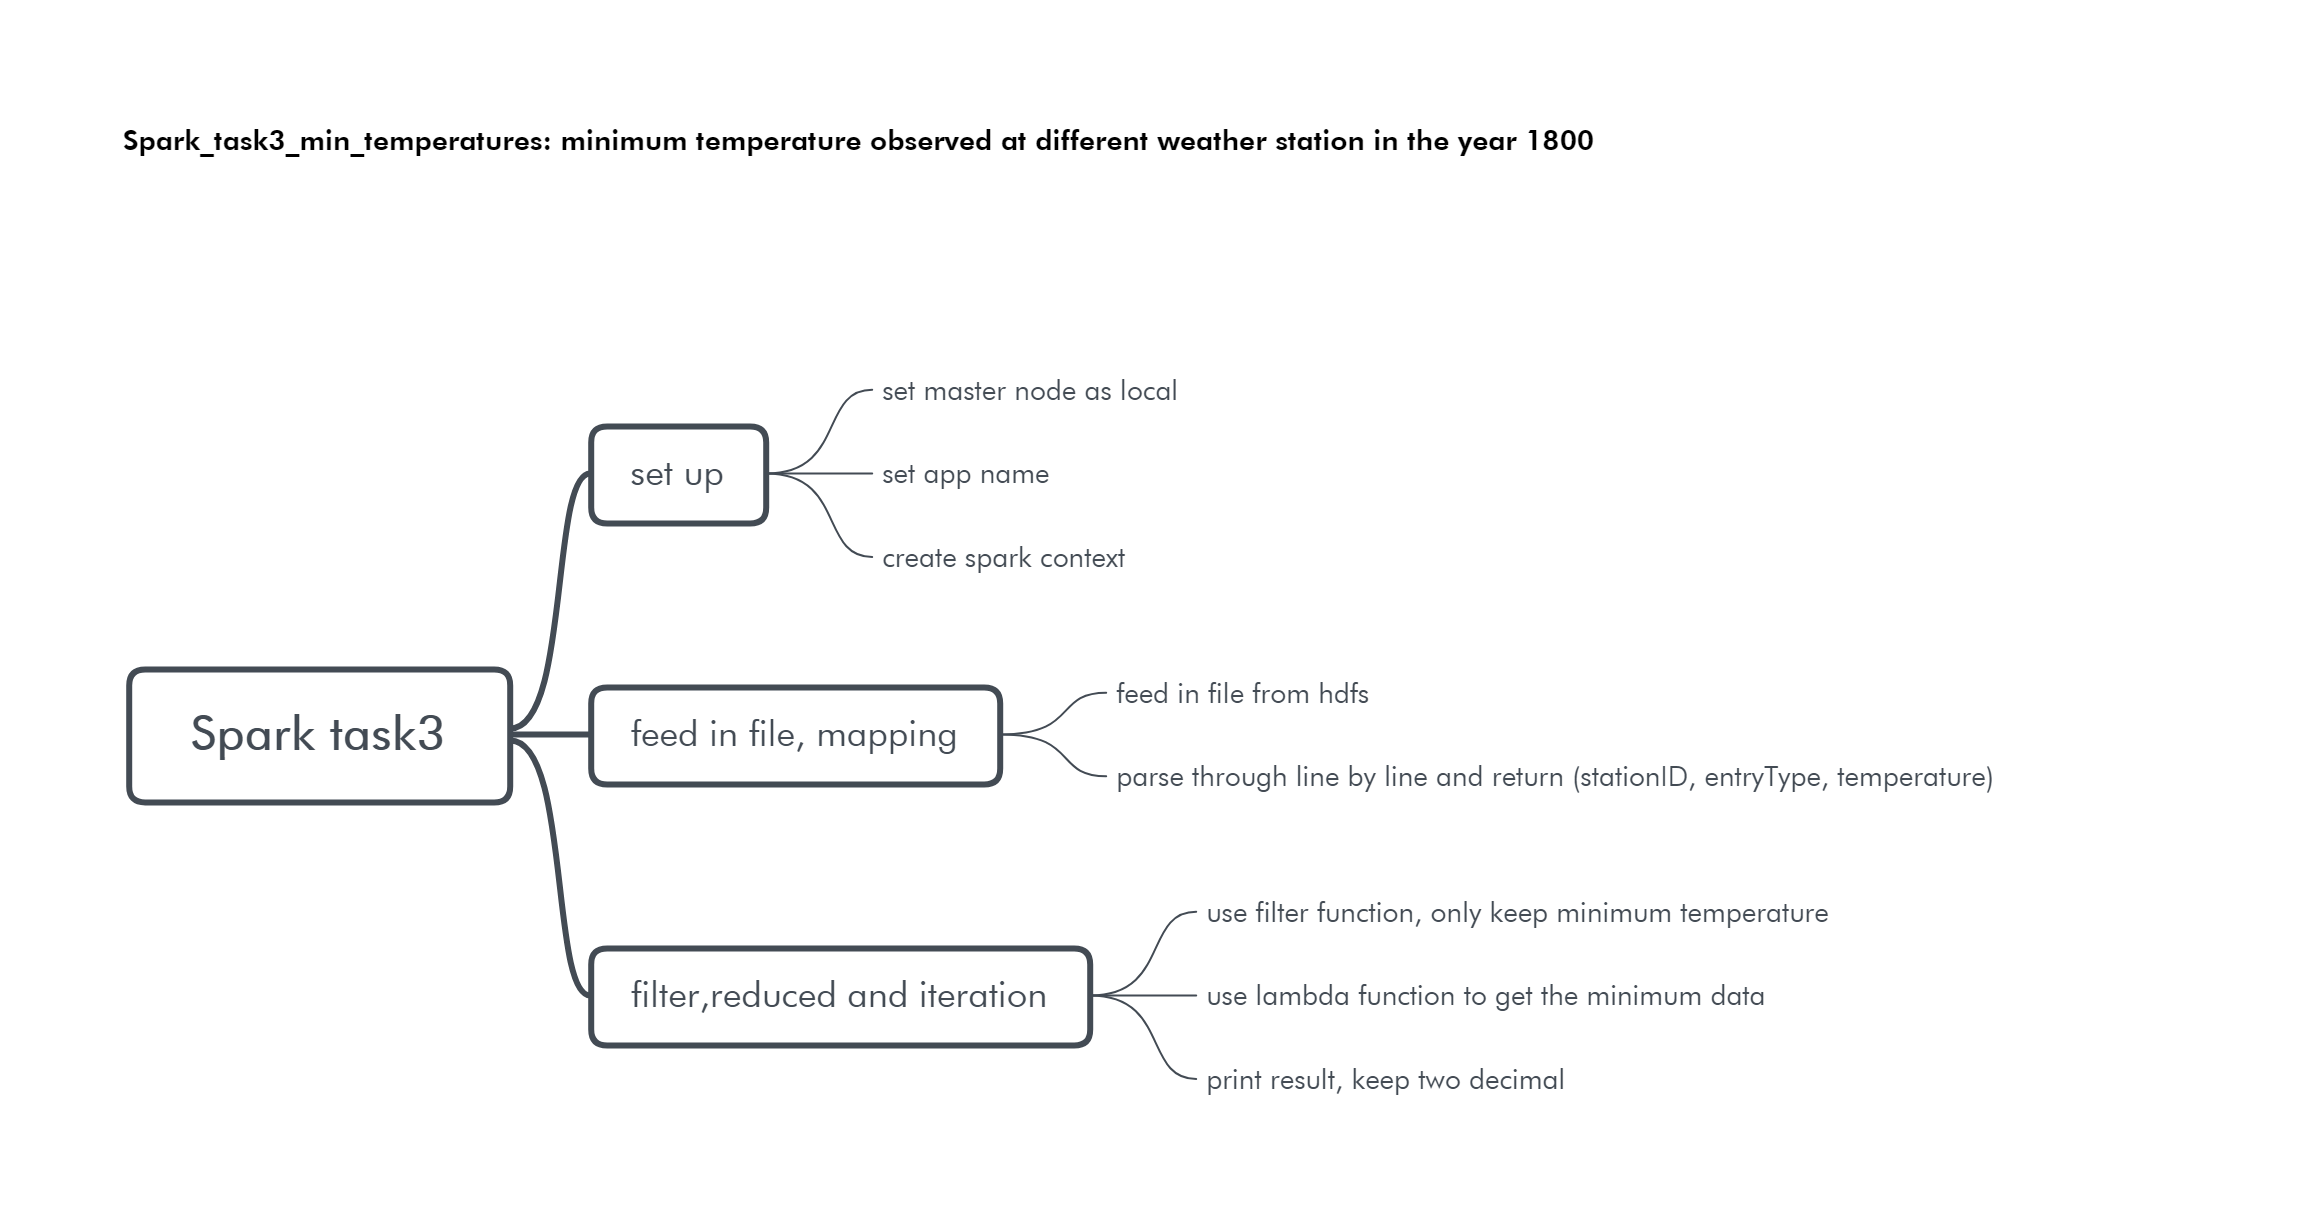 Spark_task3_min_temperatures: minimum temperature observed at different weather station in the year 1800
set master node as local
set up
set app name
create spark context
Spark task3
feed in file, mapping
feed in file from hdfs
parse through line by line and return (stationID, entryType, temperature)
filter,reduced and iteration
use filter function, only keep minimum temperature
use lambda function to get the minimum data
print result, keep two decimal